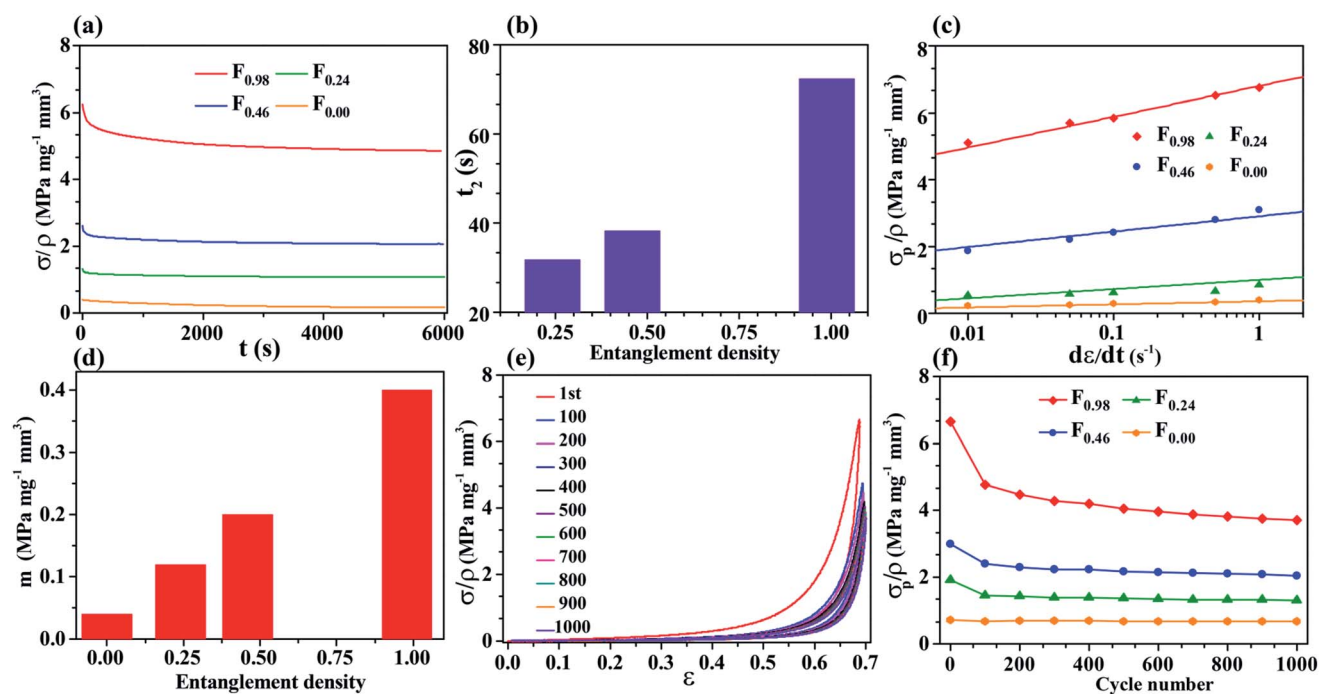 (a)
8
6
4
2
0
σ/ρ (MPa mg⁻¹ mm³)
F₀.₉₈ F₀.₂₄
F₀.₄₆ F₀.₀₀
0 2000 4000 6000
t (s)
(b)
80
60
40
20
t₂ (s)
0.25 0.50 0.75 1.00
Entanglement density
(c)
8
6
4
2
0
σₚ/ρ (MPa mg⁻¹ mm³)
F₀.₉₈ F₀.₂₄
F₀.₄₆ F₀.₀₀
0.01 0.1 1
dε/dt (s⁻¹)
(d)
0.4
0.3
0.2
0.1
0.0
m (MPa mg⁻¹ mm³)
0.00 0.25 0.50 0.75 1.00
Entanglement density
(e)
8
6
4
2
0
σ/ρ (MPa mg⁻¹ mm³)
1st
100
200
300
400
500
600
700
800
900
1000
0.0 0.1 0.2 0.3 0.4 0.5 0.6 0.7
ε
(f)
8
6
4
2
0
σₚ/ρ (MPa mg⁻¹ mm³)
F₀.₉₈ F₀.₂₄
F₀.₄₆ F₀.₀₀
0 200 400 600 800 1000
Cycle number